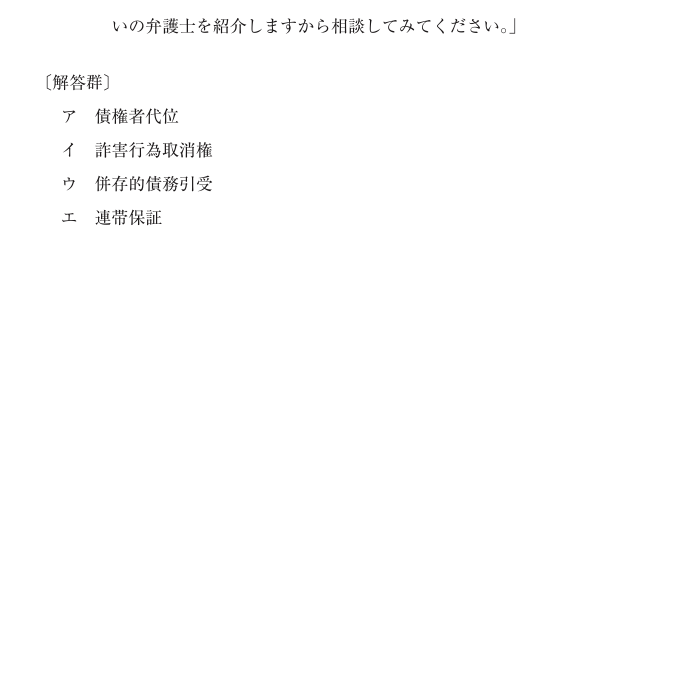 いの弁護士を紹介しますから相談してみてください。」
〔解答群〕
ア 債権者代位
イ 詐害行為取消権
ウ 併存的債務引受
エ 連帯保証